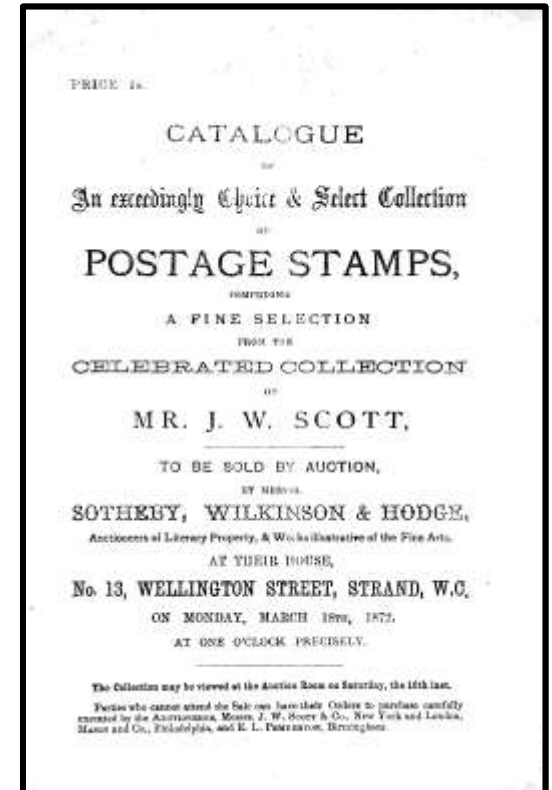 PRICE 1s.
CATALOGUE
OF
An exceedingly Choice & Select Collection
OF
POSTAGE STAMPS,
COMPRISING
A FINE SELECTION
FROM THE
CELEBRATED COLLECTION
OF
MR. J. W. SCOTT,
TO BE SOLD BY AUCTION,
BY MESSRS.
SOTHEBY, WILKINSON & HODGE,
Auctioneers of Literary Property, & Works illustrative of the Fine Arts.
AT THEIR HOUSE,
No. 13, WELLINGTON STREET, STRAND, W.C.
ON MONDAY, MARCH 18TH, 1872.
AT ONE O'CLOCK PRECISELY.
The Collection may be viewed at the Auction Room on Saturday, the 16th inst.
Parties who cannot attend the Sale can have their Orders to purchase carefully
executed by the AUCTIONEERS, Messrs. J. W. SCOTT & Co., New York and London,
MASON and Co., Philadelphia, and E. L. PEMBERTON, Birmingham.